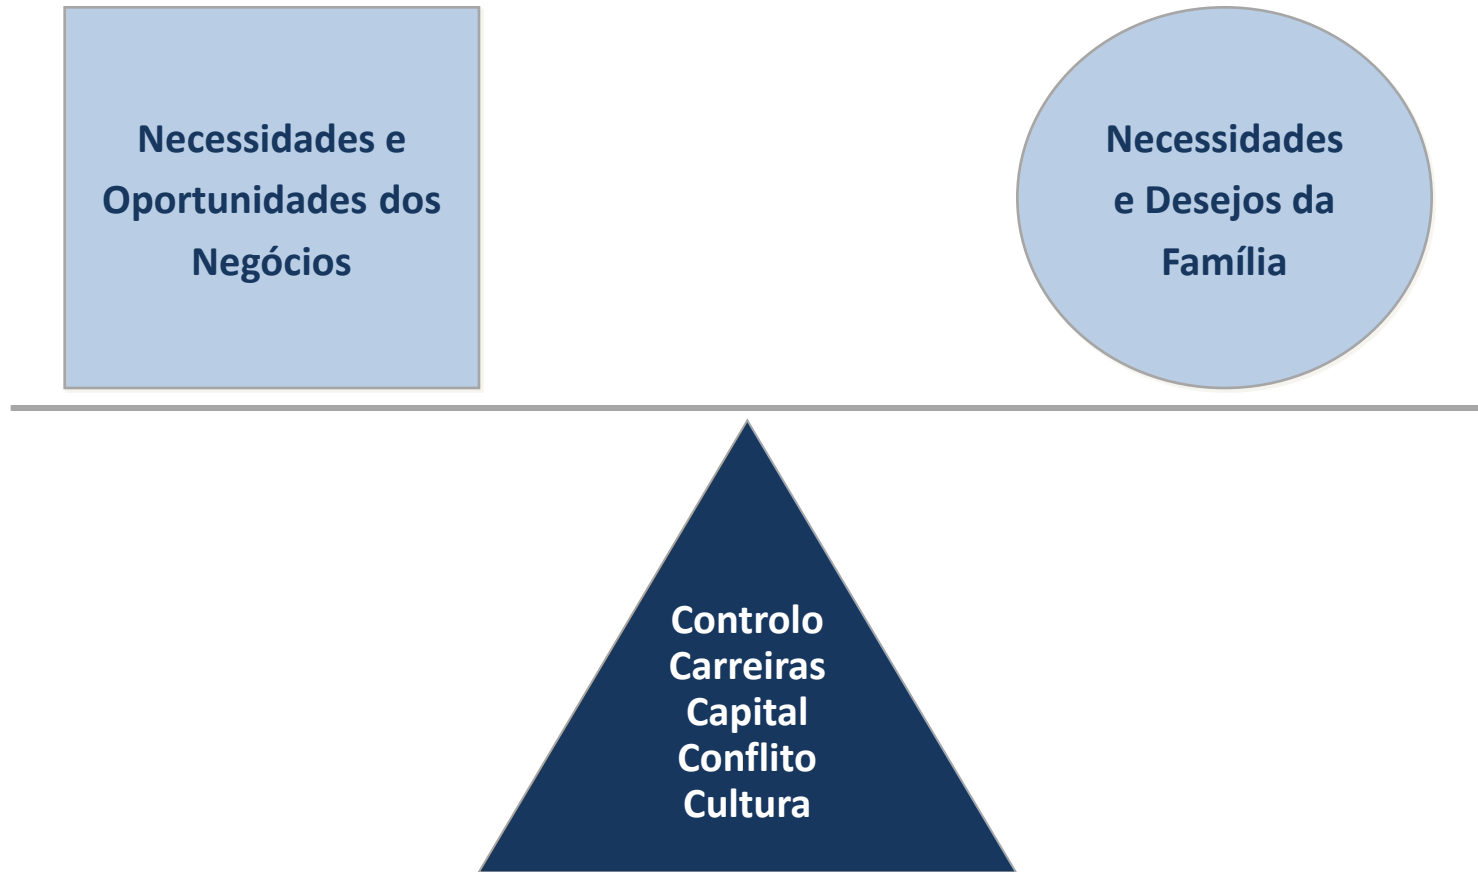 Necessidades e
Oportunidades dos
Negócios
Necessidades
e Desejos da
Família
Controlo
Carreiras
Capital
Conflito
Cultura